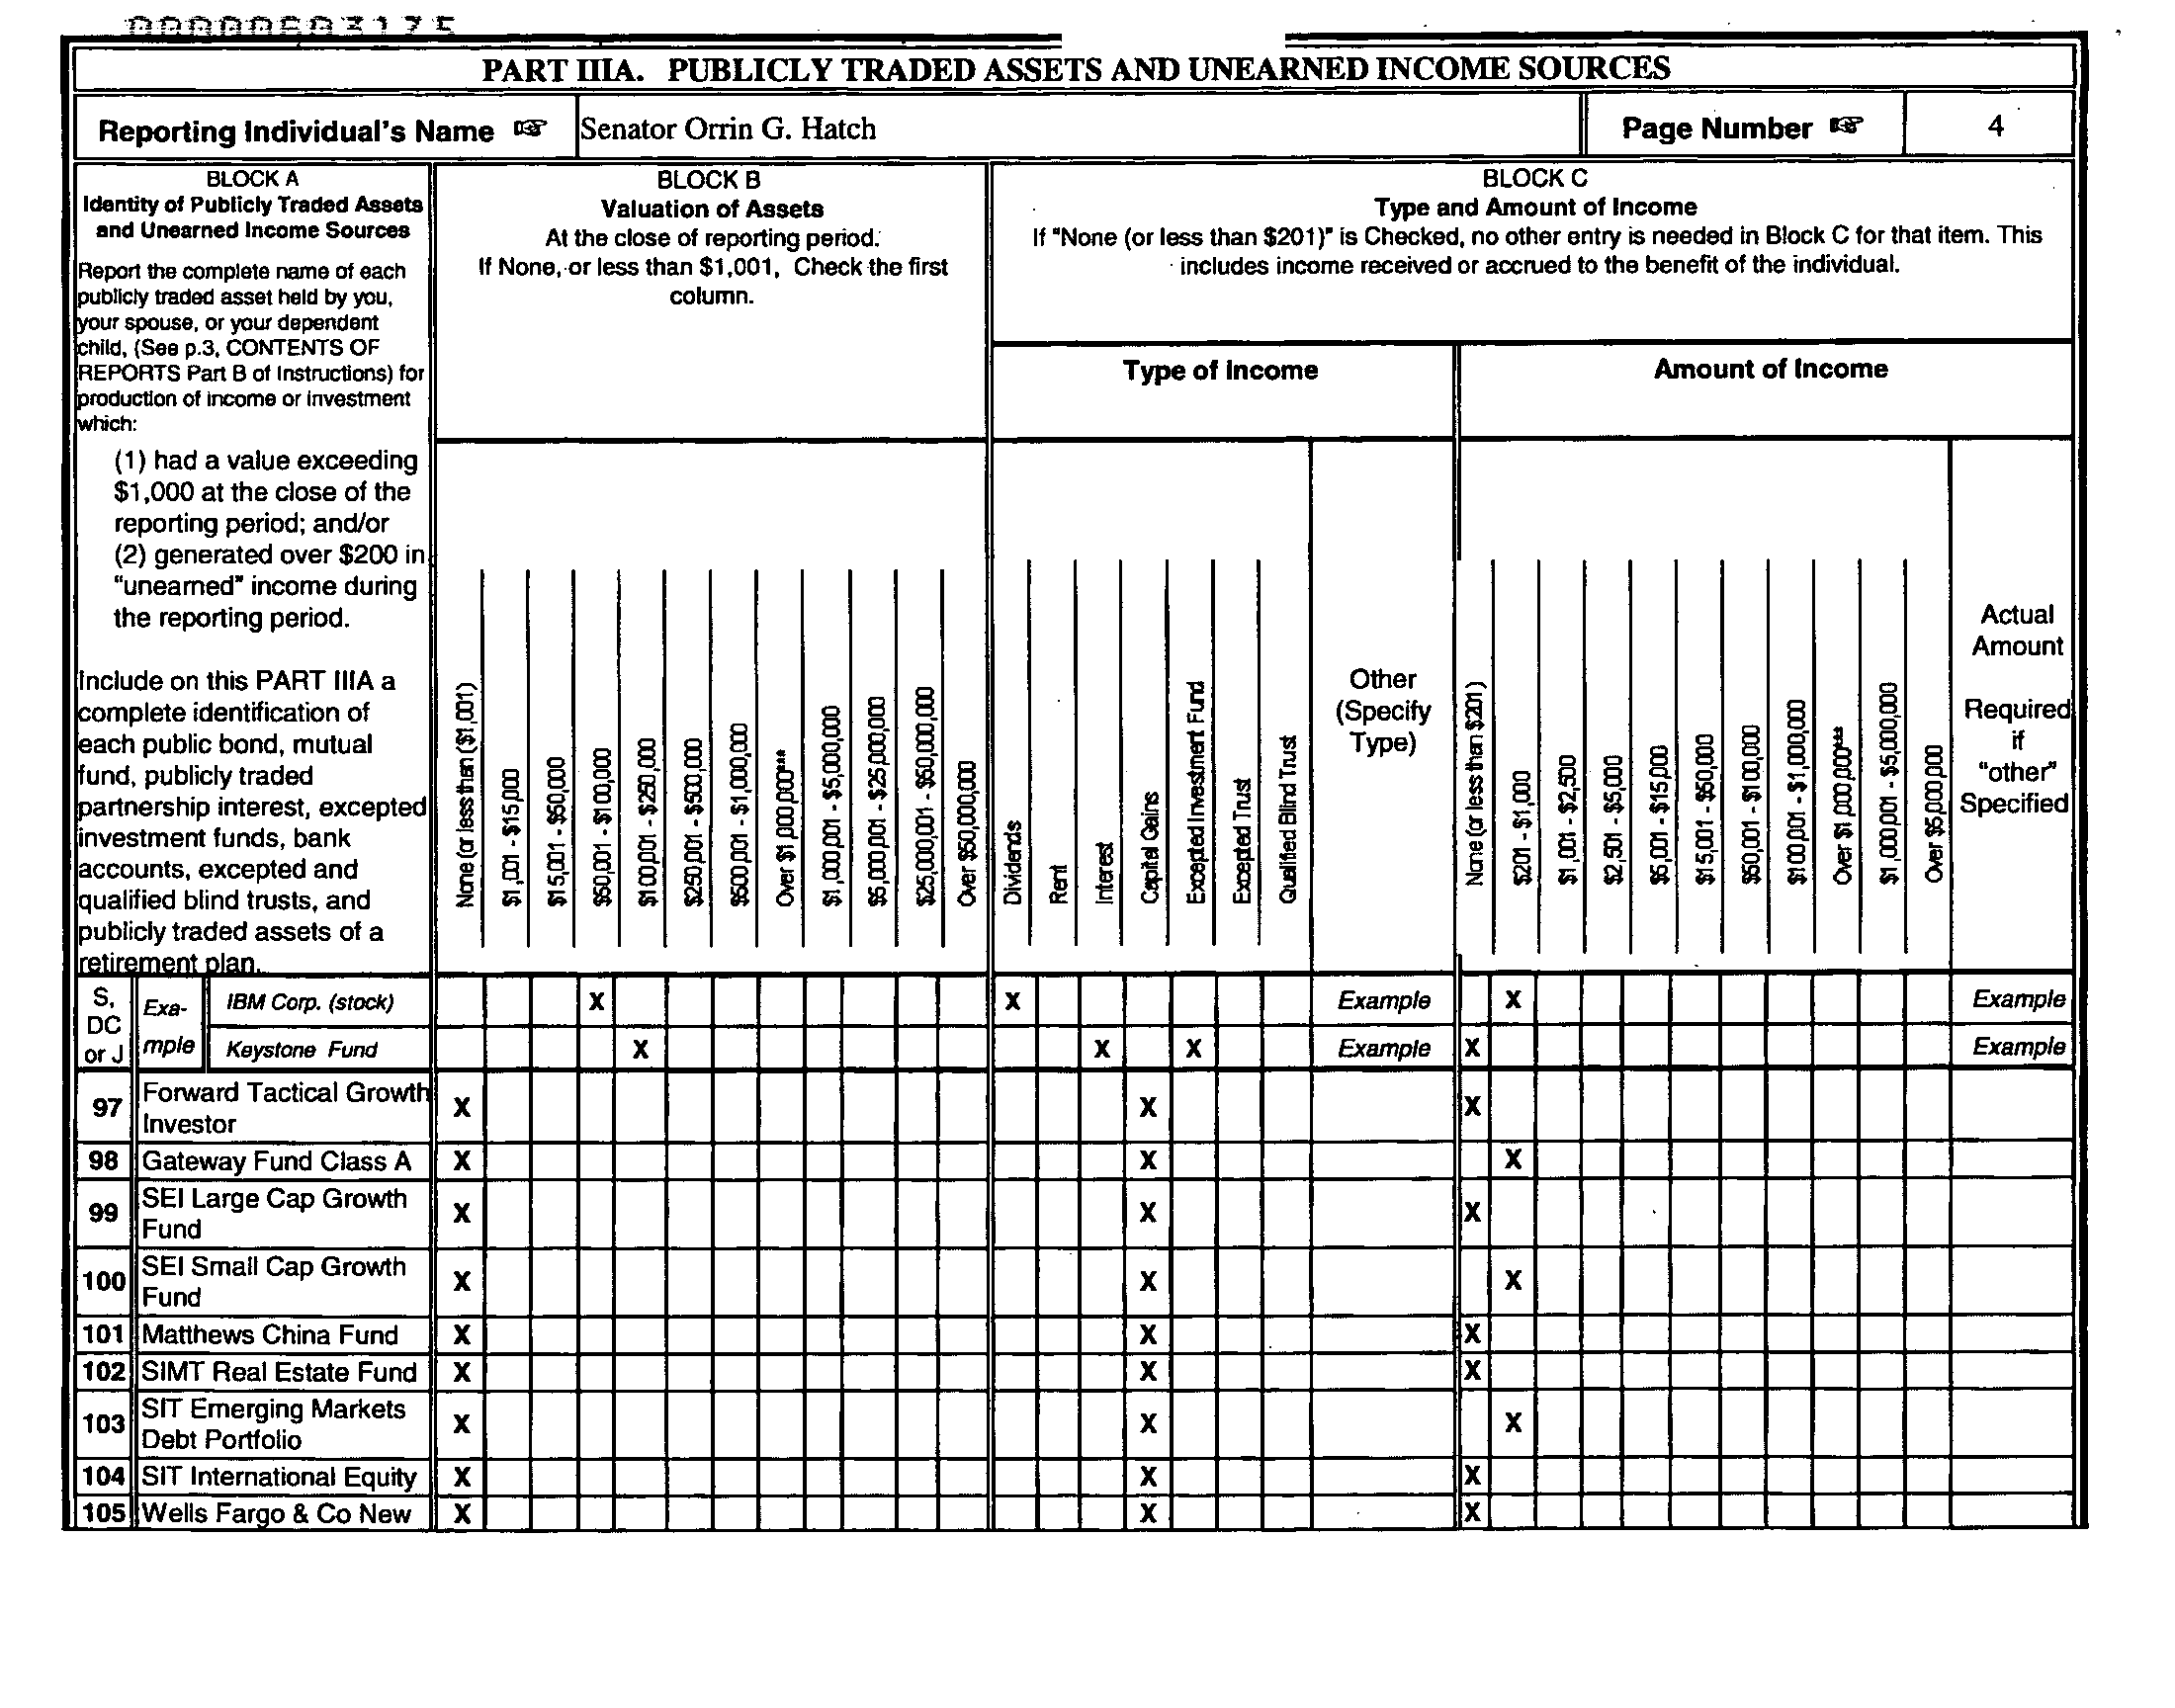 PART IIIA. PUBLICLY TRADED ASSETS AND UNEARNED INCOME SOURCES
Reporting Individual's Name ☞ Senator Orrin G. Hatch Page Number ☞ 4
BLOCK A
Identity of Publicly Traded Assets
and Unearned Income Sources
Report the complete name of each
publicly traded asset held by you,
your spouse, or your dependent
child, (See p.3, CONTENTS OF
REPORTS Part B of Instructions) for
production of income or investment
which:
(1) had a value exceeding
$1,000 at the close of the
reporting period; and/or
(2) generated over $200 in
"unearned" income during
the reporting period.
Include on this PART IIIA a
complete identification of
each public bond, mutual
fund, publicly traded
partnership interest, excepted
investment funds, bank
accounts, excepted and
qualified blind trusts, and
publicly traded assets of a
retirement plan.
BLOCK B
Valuation of Assets
At the close of reporting period.
If None, or less than $1,001, Check the first
column.
None (or less than ($1,001)
$1,001 - $15,000
$15,001 - $50,000
$50,001 - $100,000
$100,001 - $250,000
$250,001 - $500,000
$500,001 - $1,000,000
Over $1,000,000***
$1,000,001 - $5,000,000
$5,000,001 - $25,000,000
$25,000,001 - $50,000,000
Over $50,000,000
BLOCK C
Type and Amount of Income
If "None (or less than $201)" is Checked, no other entry is needed in Block C for that item. This
includes income received or accrued to the benefit of the individual.
Type of Income
Dividends
Rent
Interest
Capital Gains
Excepted Investment Fund
Excepted Trust
Qualified Blind Trust
Other
(Specify
Type)
Amount of Income
None (or less than $201)
$201 - $1,000
$1,001 - $2,500
$2,501 - $5,000
$5,001 - $15,000
$15,001 - $50,000
$50,001 - $100,000
$100,001 - $1,000,000
Over $1,000,000***
$1,000,001 - $5,000,000
Over $5,000,000
Actual
Amount
Required
if
"other"
Specified
S,
DC
or J
Exa-
mple
IBM Corp. (stock) X X Example X Example
Keystone Fund X X X Example X Example
97 Forward Tactical Growth
Investor X X X
98 Gateway Fund Class A X X X
99 SEI Large Cap Growth
Fund X X X
100 SEI Small Cap Growth
Fund X X X
101 Matthews China Fund X X X
102 SIMT Real Estate Fund X X X
103 SIT Emerging Markets
Debt Portfolio X X X
104 SIT International Equity X X X
105 Wells Fargo & Co New X X X